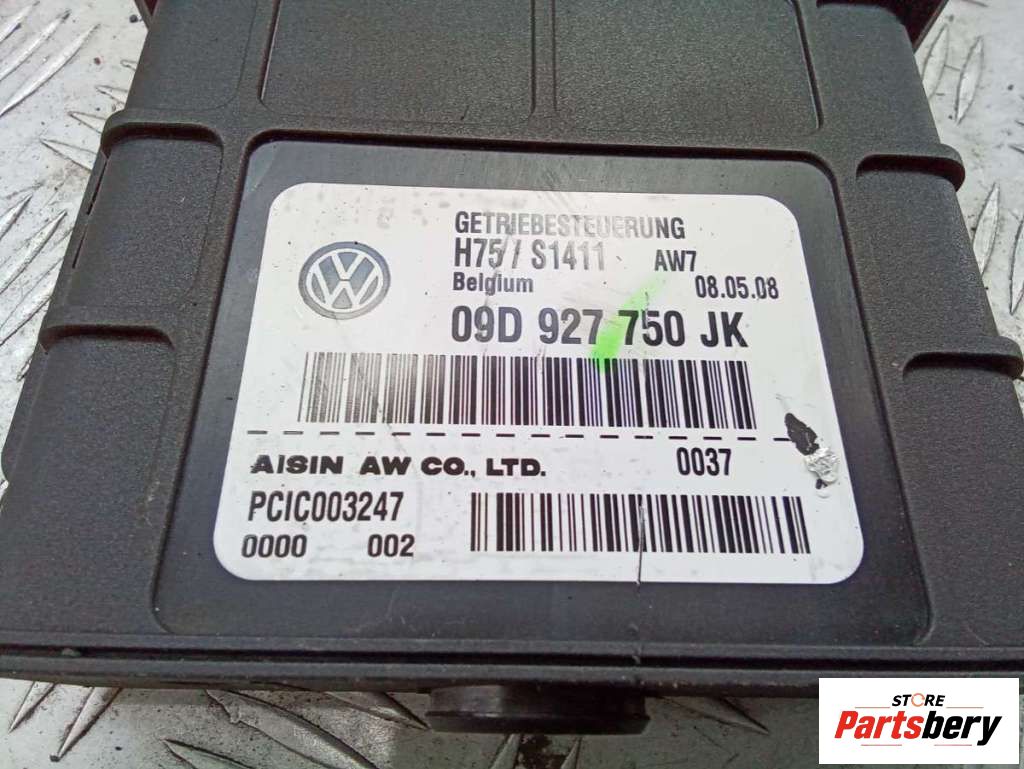 GETRIEBESTEUERUNG
H75 / S1411 AW7
Belgium 08.05.08
09D 927 750 JK
AISIN AW CO., LTD. 0037
PCIC003247
0000 002
STORE
Partsbery